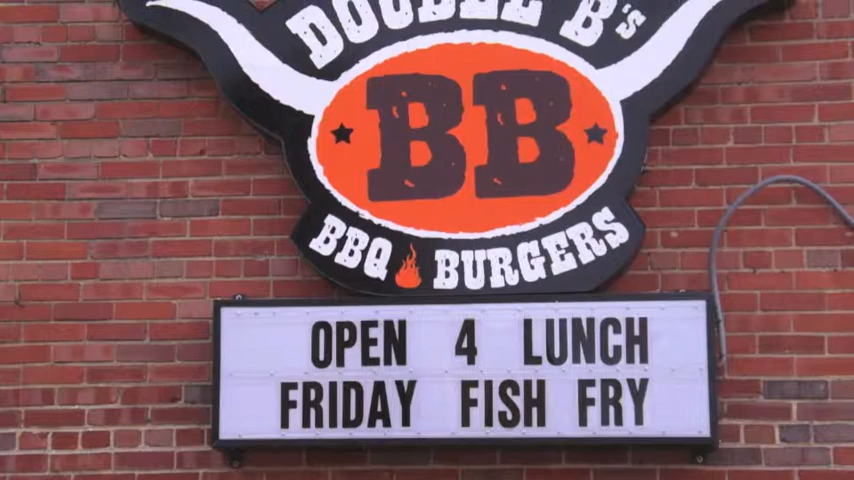 DOUBLE B's
BB
BBQ BURGERS
OPEN 4 LUNCH
FRIDAY FISH FRY